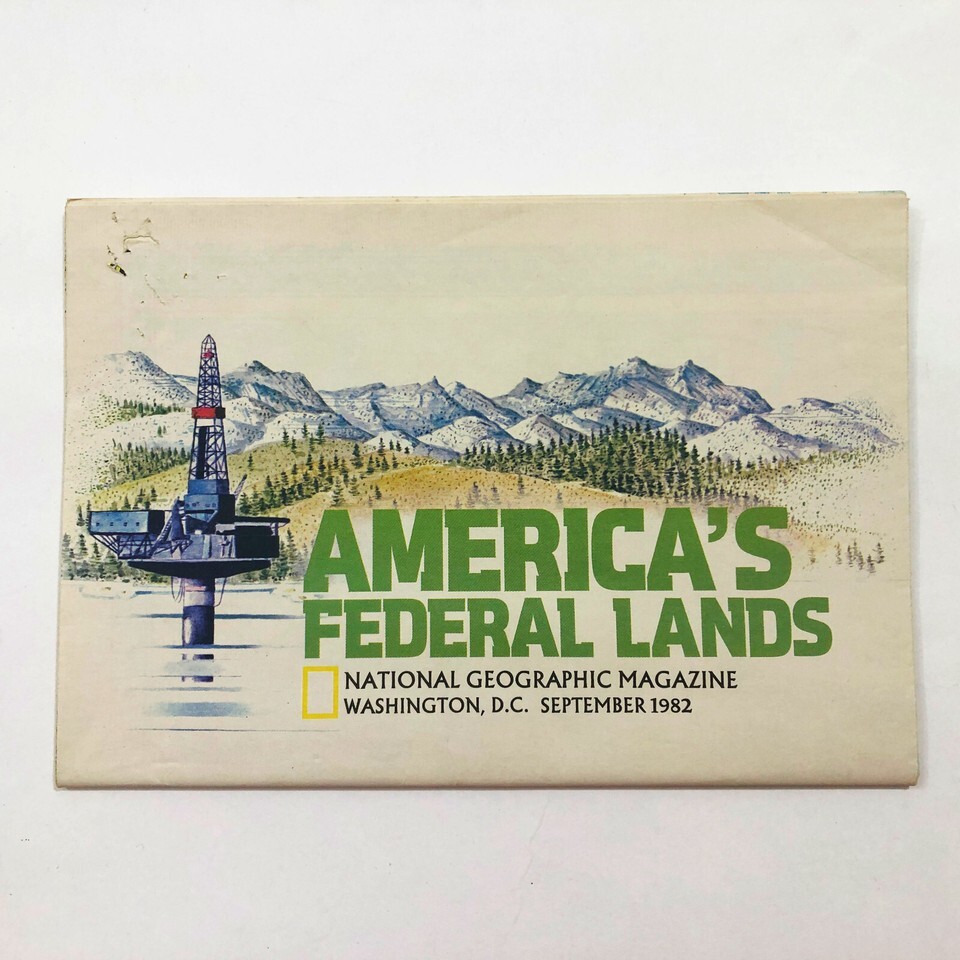 AMERICA'S
FEDERAL LANDS
NATIONAL GEOGRAPHIC MAGAZINE
WASHINGTON, D.C. SEPTEMBER 1982